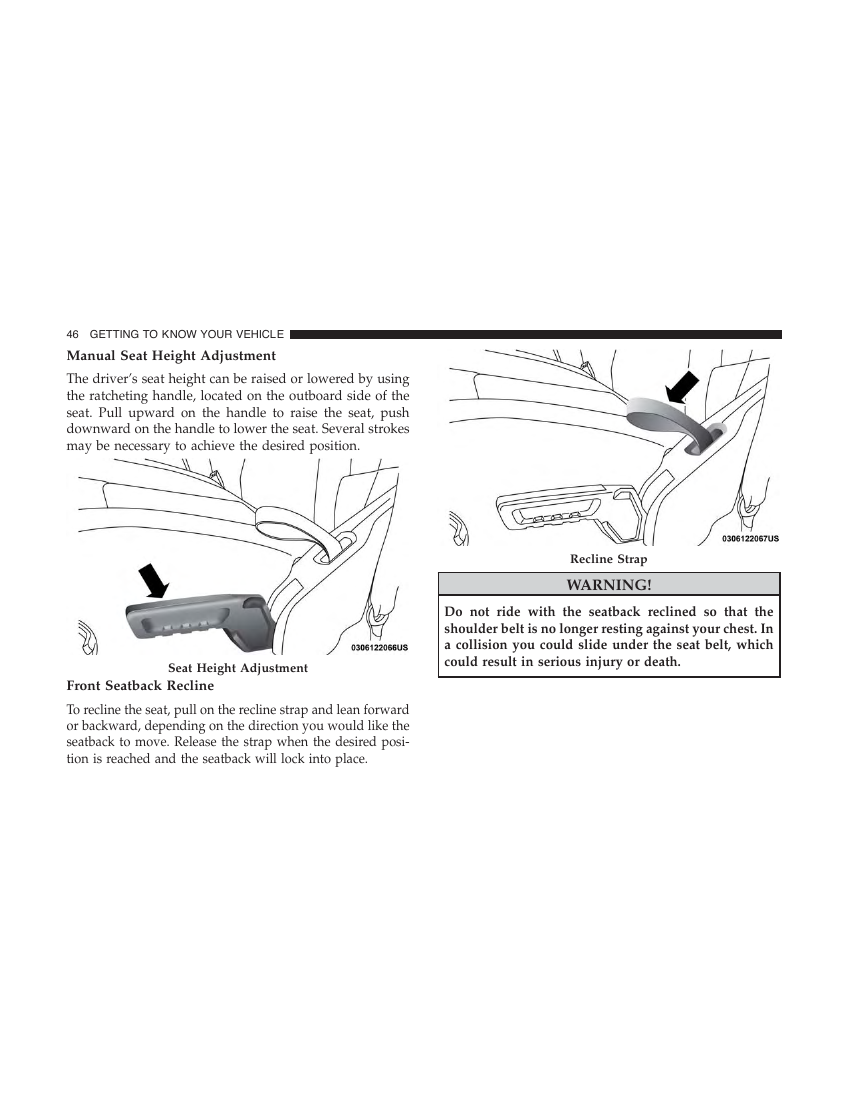 46 GETTING TO KNOW YOUR VEHICLE
Manual Seat Height Adjustment
The driver’s seat height can be raised or lowered by using
the ratcheting handle, located on the outboard side of the
seat. Pull upward on the handle to raise the seat, push
downward on the handle to lower the seat. Several strokes
may be necessary to achieve the desired position.
0306122066US
Seat Height Adjustment
Front Seatback Recline
To recline the seat, pull on the recline strap and lean forward
or backward, depending on the direction you would like the
seatback to move. Release the strap when the desired posi-
tion is reached and the seatback will lock into place.
0306122067US
Recline Strap
WARNING!
Do not ride with the seatback reclined so that the
shoulder belt is no longer resting against your chest. In
a collision you could slide under the seat belt, which
could result in serious injury or death.